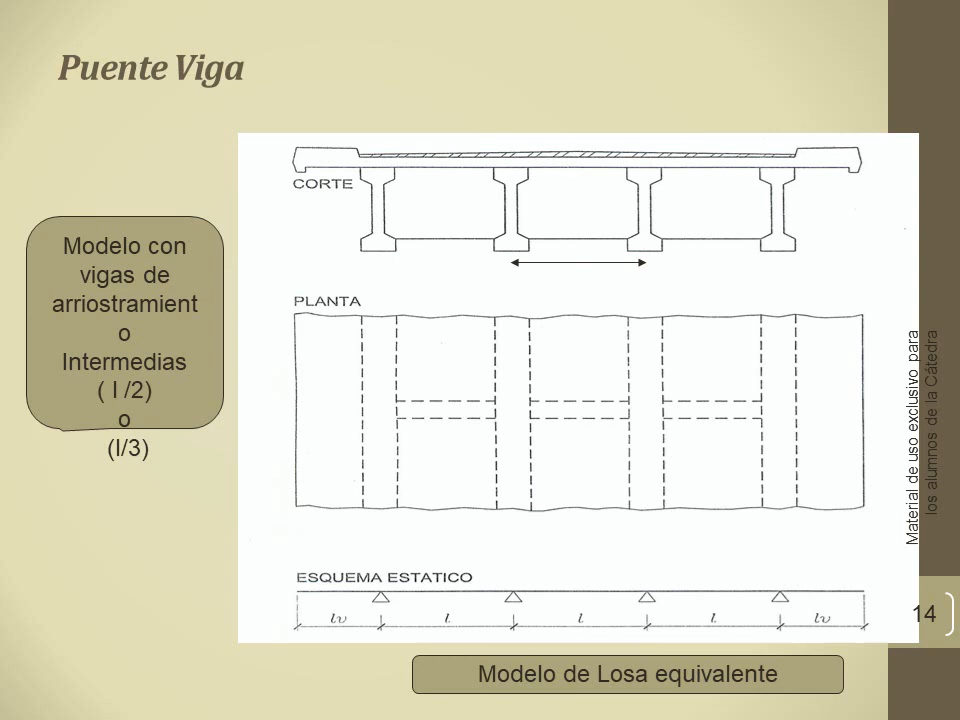 Puente Viga
Modelo con
vigas de
arriostramient
o
Intermedias
( l /2)
o
(l/3)
CORTE
PLANTA
ESQUEMA ESTATICO
lv l l l lv
Material de uso exclusivo para
los alumnos de la Cátedra
14
Modelo de Losa equivalente